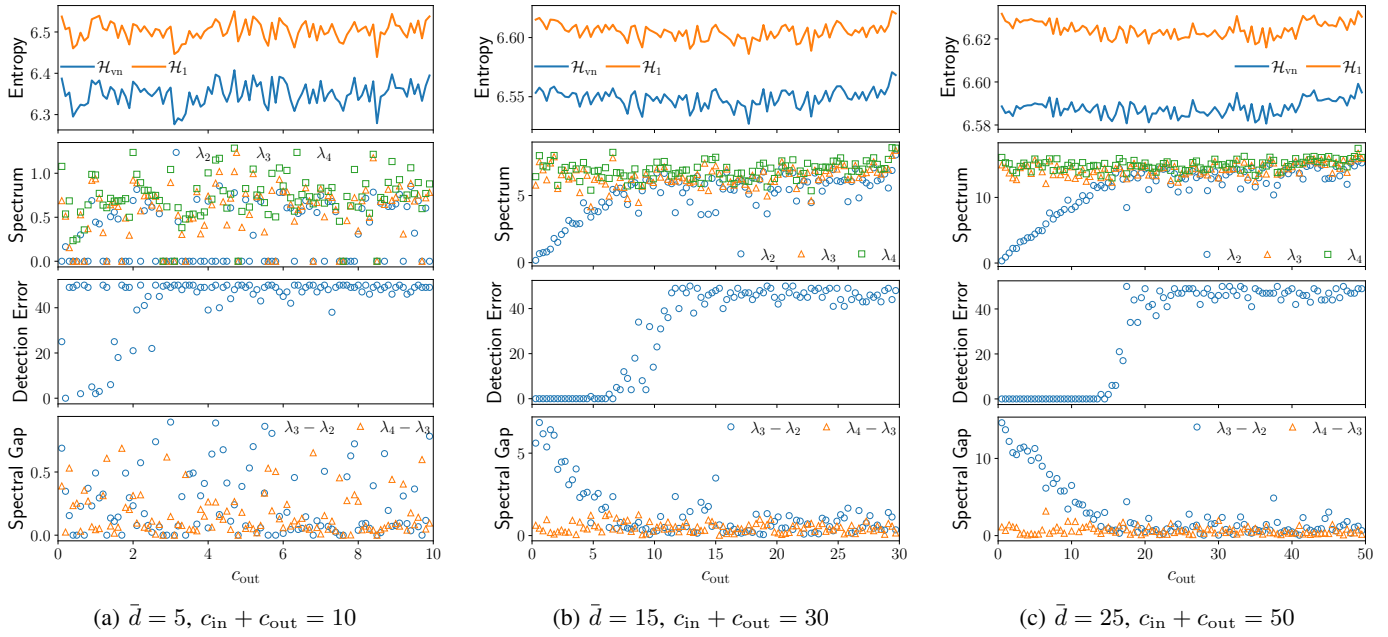 Entropy
6.5
6.4
6.3
H_vn H_1
Spectrum
1.0
0.5
0.0
λ2 λ3 λ4
Detection Error
40
20
0
Spectral Gap
0.5
0.0
λ3 − λ2 λ4 − λ3
0 2 4 6 8 10
c_out
(a) d̄ = 5, c_in + c_out = 10
Entropy
6.60
6.55
H_vn H_1
Spectrum
5
0
λ2 λ3 λ4
Detection Error
40
20
0
Spectral Gap
5
0
λ3 − λ2 λ4 − λ3
0 5 10 15 20 25 30
c_out
(b) d̄ = 15, c_in + c_out = 30
Entropy
6.62
6.60
6.58
H_vn H_1
Spectrum
10
0
λ2 λ3 λ4
Detection Error
40
20
0
Spectral Gap
10
0
λ3 − λ2 λ4 − λ3
0 10 20 30 40 50
c_out
(c) d̄ = 25, c_in + c_out = 50